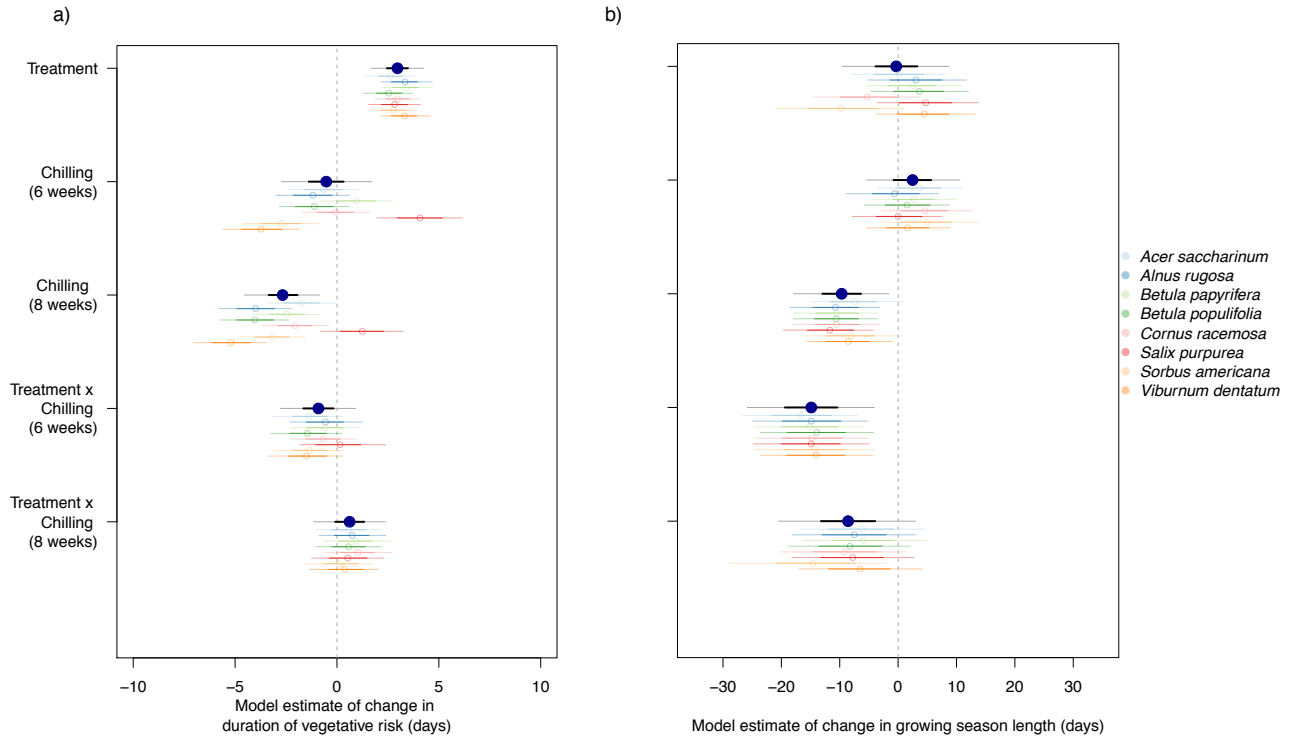 a)
Treatment
Chilling
(6 weeks)
Chilling
(8 weeks)
Treatment x
Chilling
(6 weeks)
Treatment x
Chilling
(8 weeks)
−10 −5 0 5 10
Model estimate of change in
duration of vegetative risk (days)
b)
−30 −20 −10 0 10 20 30
Model estimate of change in growing season length (days)
Acer saccharinum
Alnus rugosa
Betula papyrifera
Betula populifolia
Cornus racemosa
Salix purpurea
Sorbus americana
Viburnum dentatum